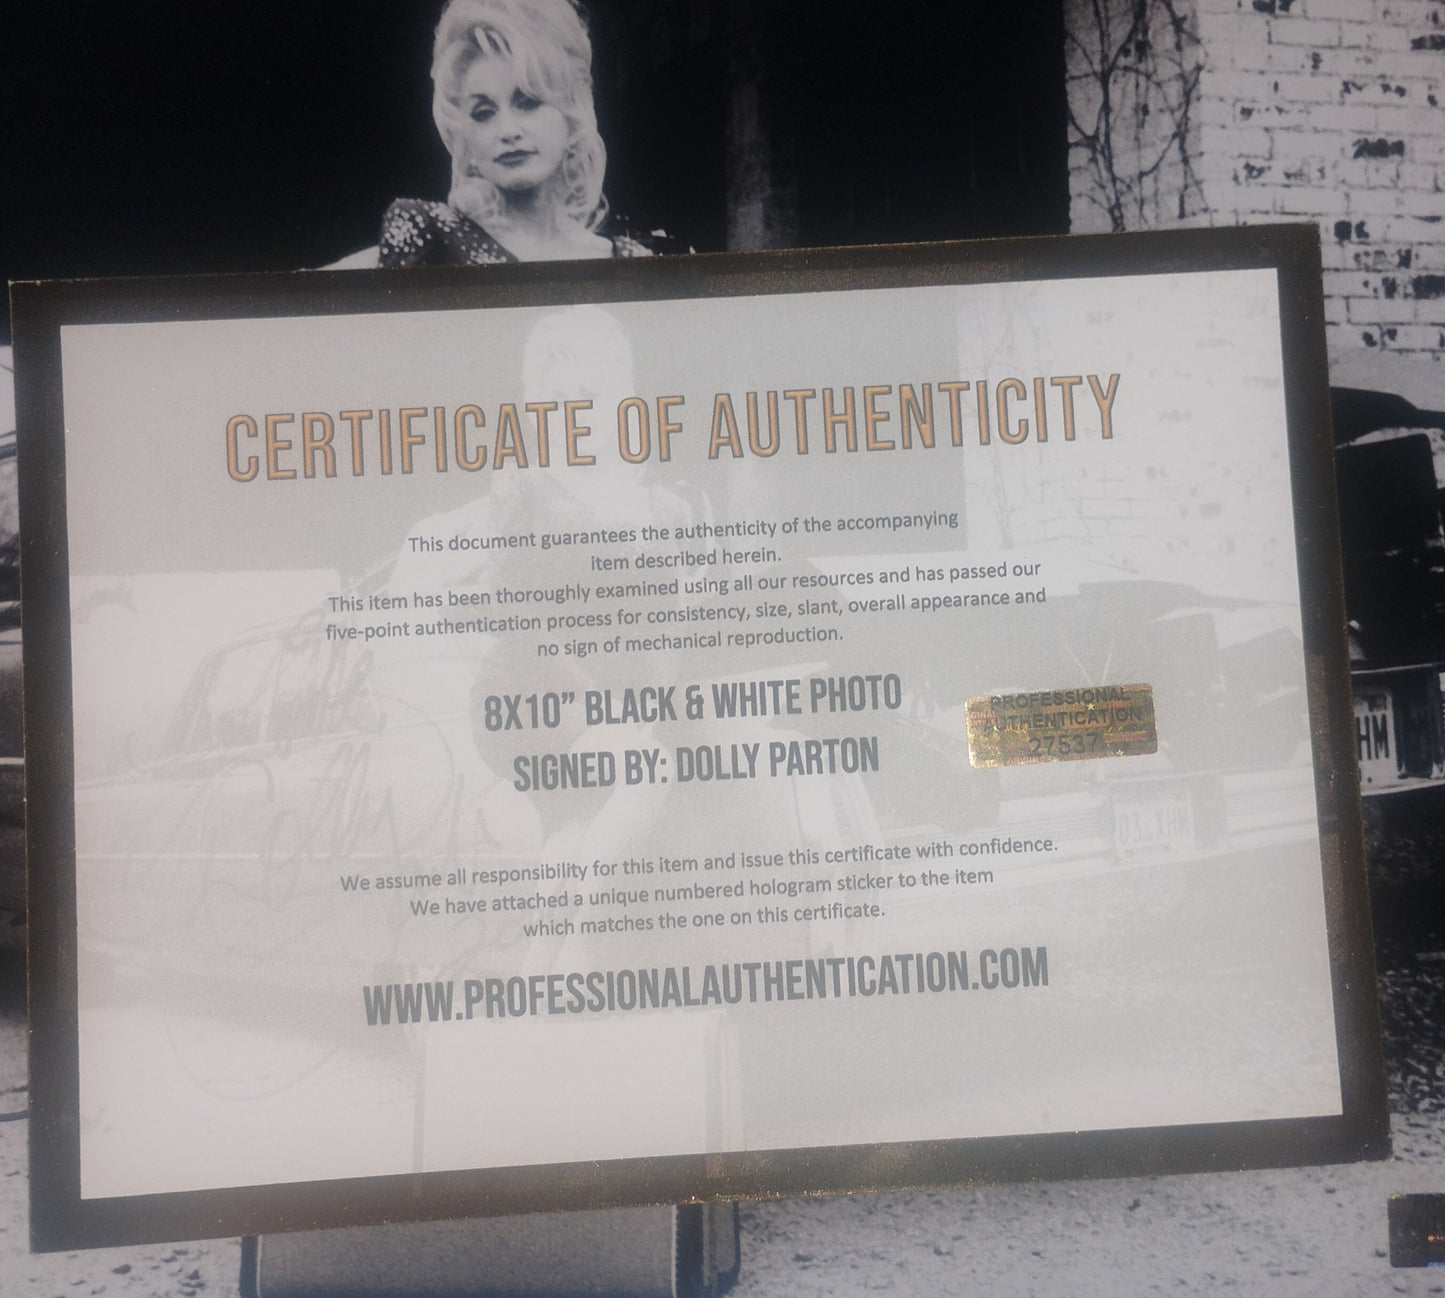 CERTIFICATE OF AUTHENTICITY
This document guarantees the authenticity of the accompanying
item described herein.
This item has been thoroughly examined using all our resources and has passed our
five-point authentication process for consistency, size, slant, overall appearance and
no sign of mechanical reproduction.
8X10” BLACK & WHITE PHOTO
SIGNED BY: DOLLY PARTON
PROFESSIONAL
AUTHENTICATION
27537
We assume all responsibility for this item and issue this certificate with confidence.
We have attached a unique numbered hologram sticker to the item
which matches the one on this certificate.
WWW.PROFESSIONALAUTHENTICATION.COM
03 XHM
HM